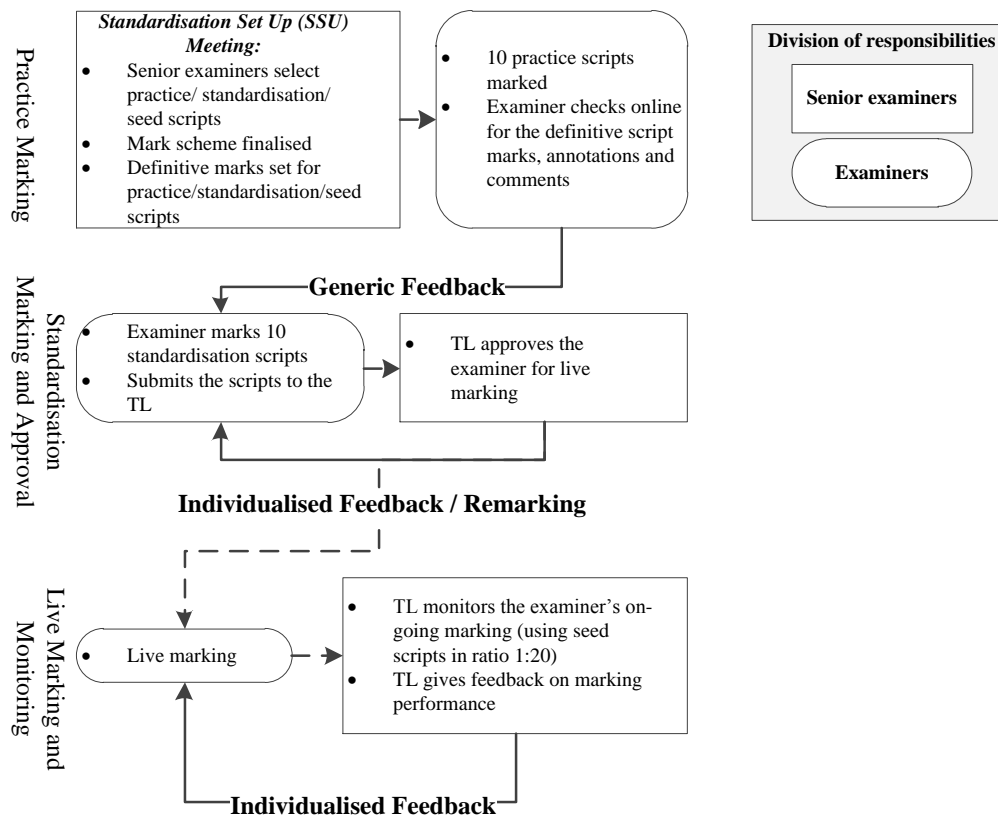 Practice Marking
Standardisation Set Up (SSU)
Meeting:
• Senior examiners select
practice/ standardisation/
seed scripts
• Mark scheme finalised
• Definitive marks set for
practice/standardisation/seed
scripts
• 10 practice scripts
marked
• Examiner checks online
for the definitive script
marks, annotations and
comments
Division of responsibilities
Senior examiners
Examiners
Generic Feedback
Standardisation
Marking and Approval
• Examiner marks 10
standardisation scripts
• Submits the scripts to the
TL
• TL approves the
examiner for live
marking
Individualised Feedback / Remarking
Live Marking and
Monitoring
• Live marking
• TL monitors the examiner’s on-
going marking (using seed
scripts in ratio 1:20)
• TL gives feedback on marking
performance
Individualised Feedback